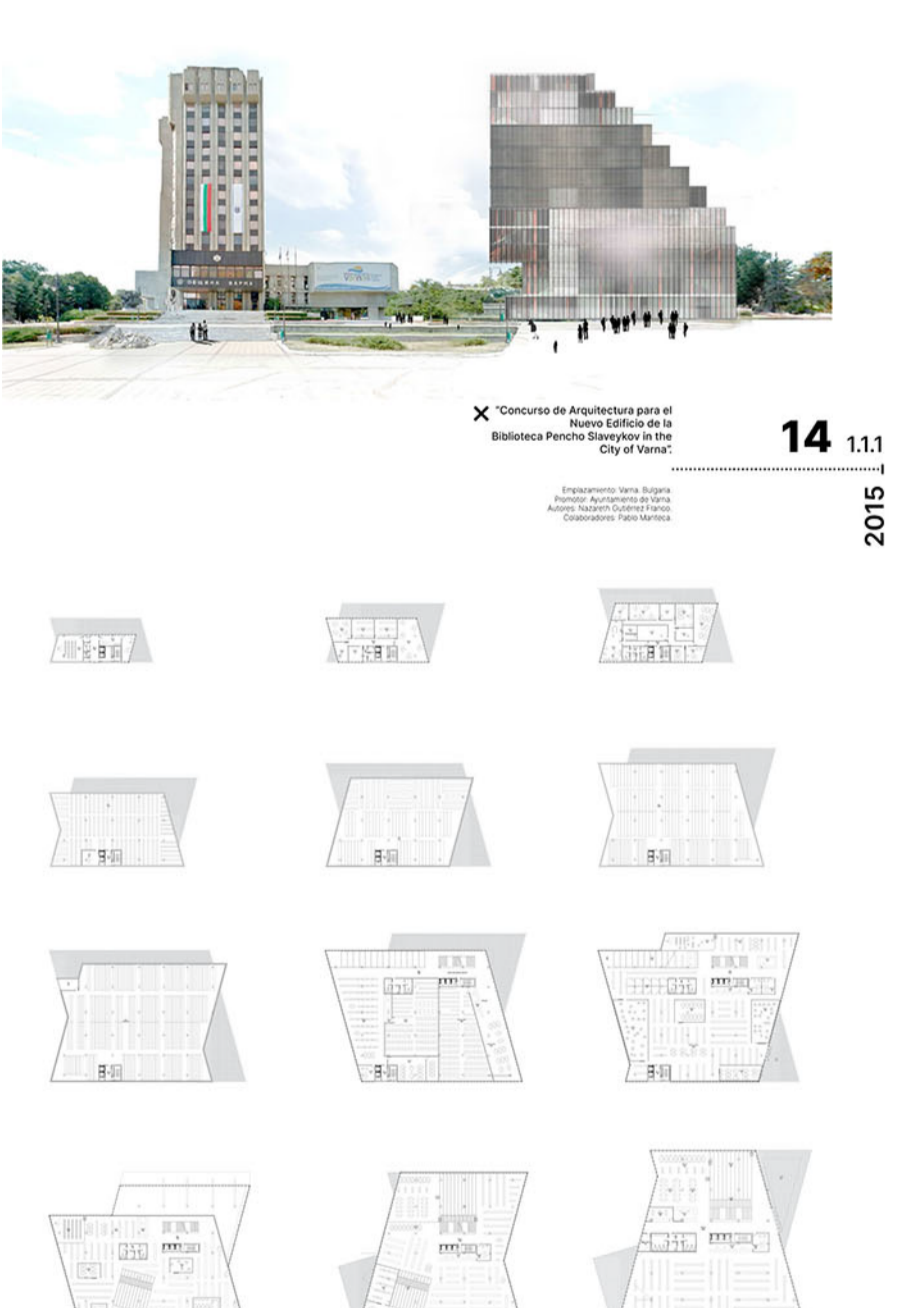 ОБЩИНА ВАРНА
× "Concurso de Arquitectura para el
Nuevo Edificio de la
Biblioteca Pencho Slaveykov in the
City of Varna".
14 1.1.1
2015
Emplazamiento: Varna. Bulgaria.
Promotor: Ayuntamiento de Varna.
Autores: Nazareth Gutiérrez Franco.
Colaboradores: Pablo Manteca.